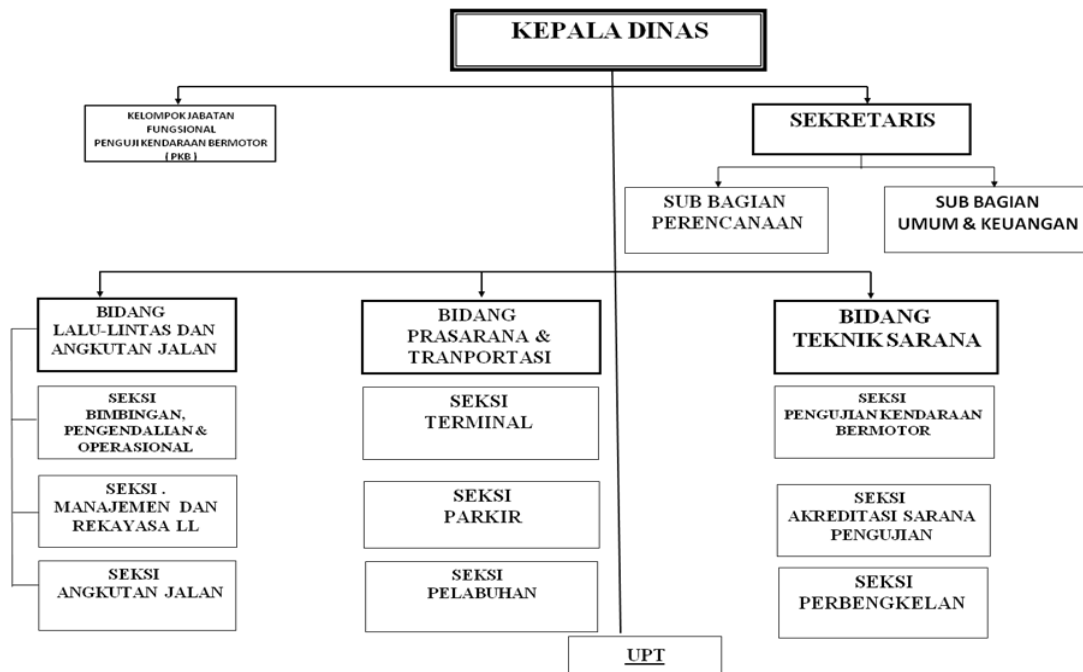 KEPALA DINAS
KELOMPOK JABATAN
FUNGSIONAL
PENGUJI KENDARAAN BERMOTOR
( PKB )
SEKRETARIS
SUB BAGIAN
PERENCANAAN
SUB BAGIAN
UMUM & KEUANGAN
BIDANG
LALU-LINTAS DAN
ANGKUTAN JALAN
BIDANG
PRASARANA &
TRANPORTASI
BIDANG
TEKNIK SARANA
SEKSI
BIMBINGAN,
PENGENDALIAN &
OPERASIONAL
SEKSI
TERMINAL
SEKSI
PENGUJIAN KENDARAAN
BERMOTOR
SEKSI .
MANAJEMEN DAN
REKAYASA LL
SEKSI
PARKIR
SEKSI
AKREDITASI SARANA
PENGUJIAN
SEKSI
ANGKUTAN JALAN
SEKSI
PELABUHAN
SEKSI
PERBENGKELAN
UPT